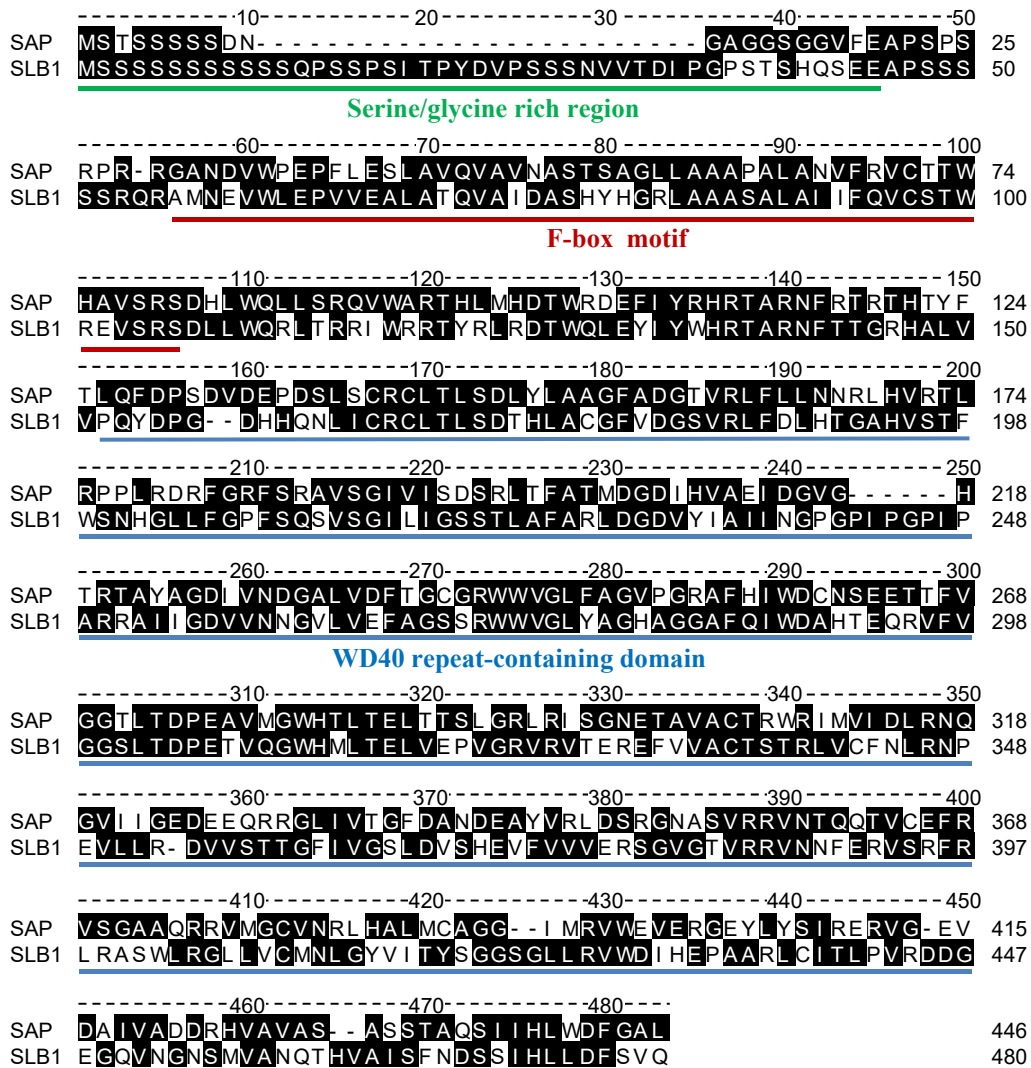 ----------10---------20---------30---------40---------50
SAP MSTSSSSSDN-------------------------GAGGSGGVFEAPSPS 25
SLB1 MSSSSSSSSSSSQPSSPSITPYDVPSSSNVVTDIPGPSTSHQSEEAPSSS 50
Serine/glycine rich region
----------60---------70---------80---------90---------100
SAP RPR-RGANDVWPEPFLESLAVQVAVNASTSAGLLAAAPALANVFRVCTTW 74
SLB1 SSRQRAMNEVWLEPVVEALATQVAIDASHYHGRLAAASALAIIFQVCSTW 100
F-box motif
----------110---------120---------130---------140---------150
SAP HAVSRSDHLWQLLSRQVWARTHLMHDTWRDEFIYRHRTARNFRTRTHTYF 124
SLB1 REVSRSDLLWQRLTRRIWRRTYRLRDTWQLEYIYWHRTARNFTTGRHALV 150
----------160---------170---------180---------190---------200
SAP TLQFDPSDVDEPDSLSCRCLTLSDLYLAAGFADGTVRLFLLNNRLHVRTL 174
SLB1 VPQYDPG--DHHQNLICRCLTLSDTHLACGFVDGSVRLFDLHTGAHVSTF 198
----------210---------220---------230---------240---------250
SAP RPPLRDRFGRFSRAVSGIVISDSRLTFATMDGDIHVAEIDGVG------H 218
SLB1 WSNHGLLFGPFSQSVSGILIGSSTLAFARLDGDVYIAIINGPGPILPGPILP 248
----------260---------270---------280---------290---------300
SAP TRTAYAGDIVNDGALVDFTGCGRWWVGLFAGVPGRAFHIWDCNSEETTFV 268
SLB1 ARRAIIGDVVNNGVLVEFAGSSRWWVGLYAGHAGGAFQIWDAHTEQRVFV 298
WD40 repeat-containing domain
----------310---------320---------330---------340---------350
SAP GGTLTDPEAVMGWHTLTELTTSLGRLRISGNETAVACTRWRIMVIDLRNQ 318
SLB1 GGSLTDPETVQGWHMLTELVEPVGRVRVTEREFVVACTSTRLVCFNLRNP 348
----------360---------370---------380---------390---------400
SAP GVIIGEDEEQRRGLIVTGFDANDEAYVRLDSRGNASVRRVNTQQTVCEFR 368
SLB1 EVLLR-DVVSTTGFIVGSLDVSHEVFVVVERSGVGTVRRVNNFERVSRFR 397
----------410---------420---------430---------440---------450
SAP VSGAAQRRVMGCVNRLHALMCAGG--IMRVWEVERGEYLYSIRERVG-EV 415
SLB1 LRASWLRGLLVCMNLGYVITYSGGSGLLRVWDIHEPAARLCITLPVRDDG 447
----------460---------470---------480----
SAP DAIVADDRHVAVAS--ASSTAQSIIHLWDFGAL 446
SLB1 EGQVNGNSMVANQTHVAISFNDSSIHLLDFSVQ 480